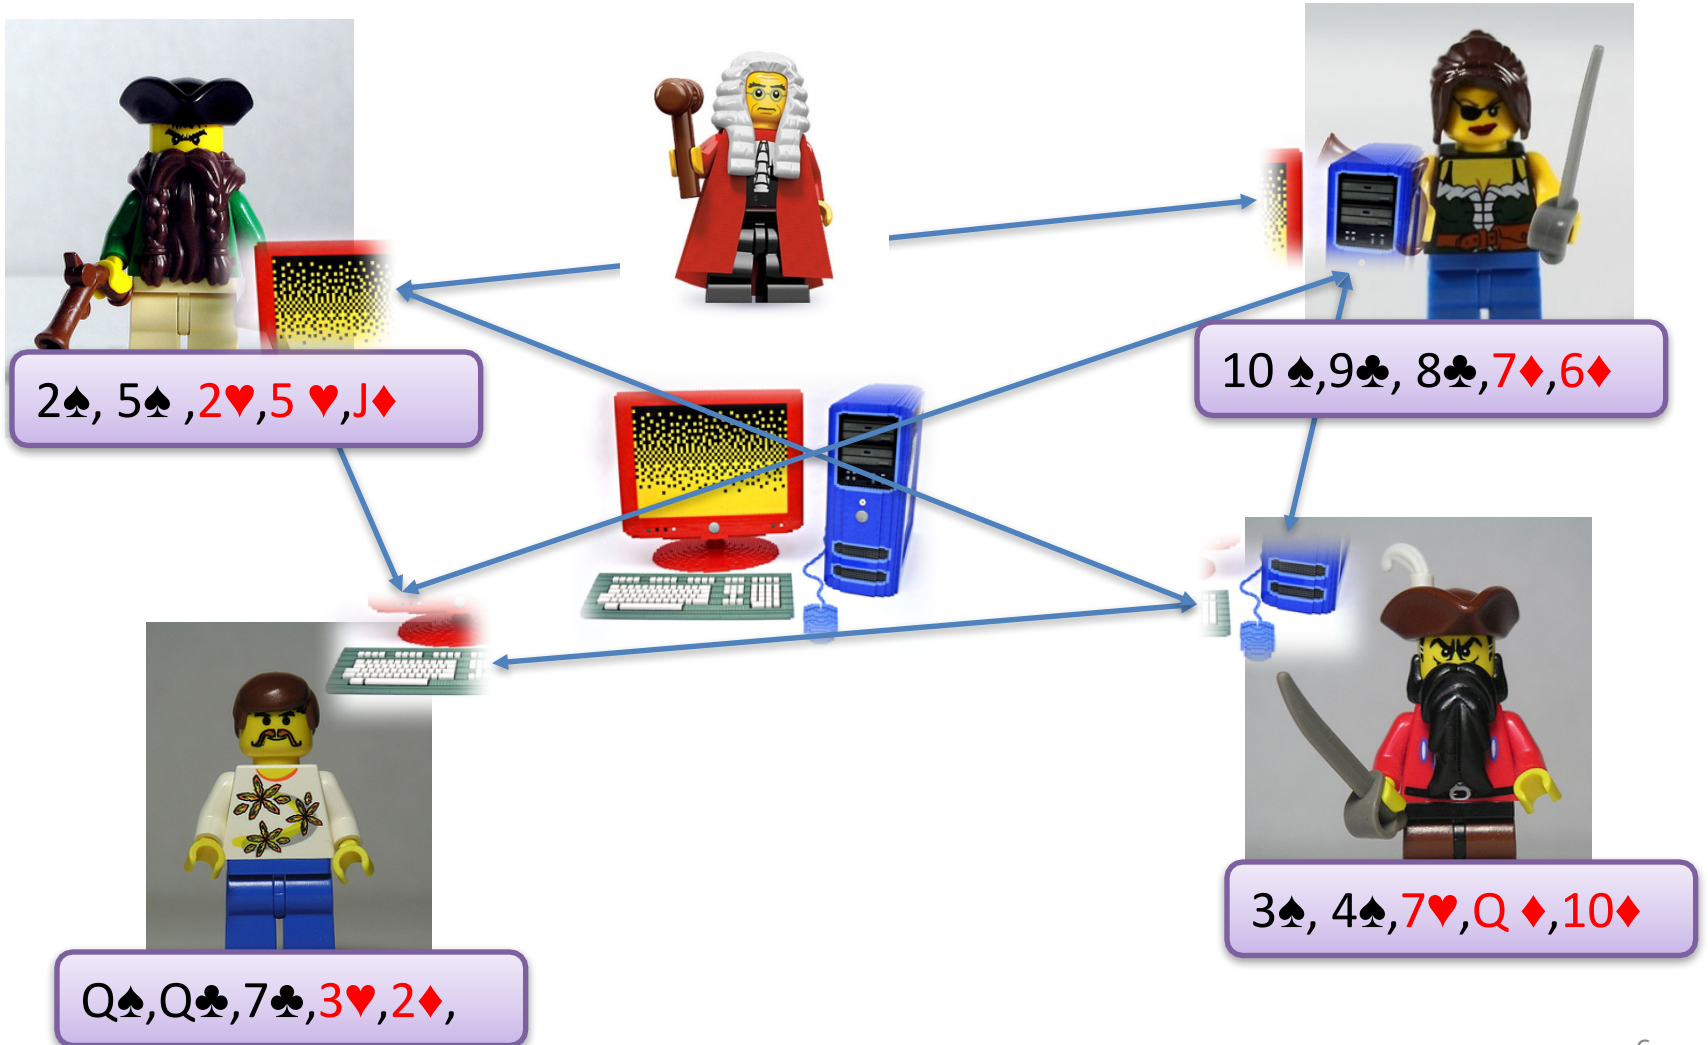 10 ♠,9♣, 8♣,7♦,6♦
2♠, 5♠ ,2♥,5 ♥,J♦
3♠, 4♠,7♥,Q ♦,10♦
Q♠,Q♣,7♣,3♥,2♦,